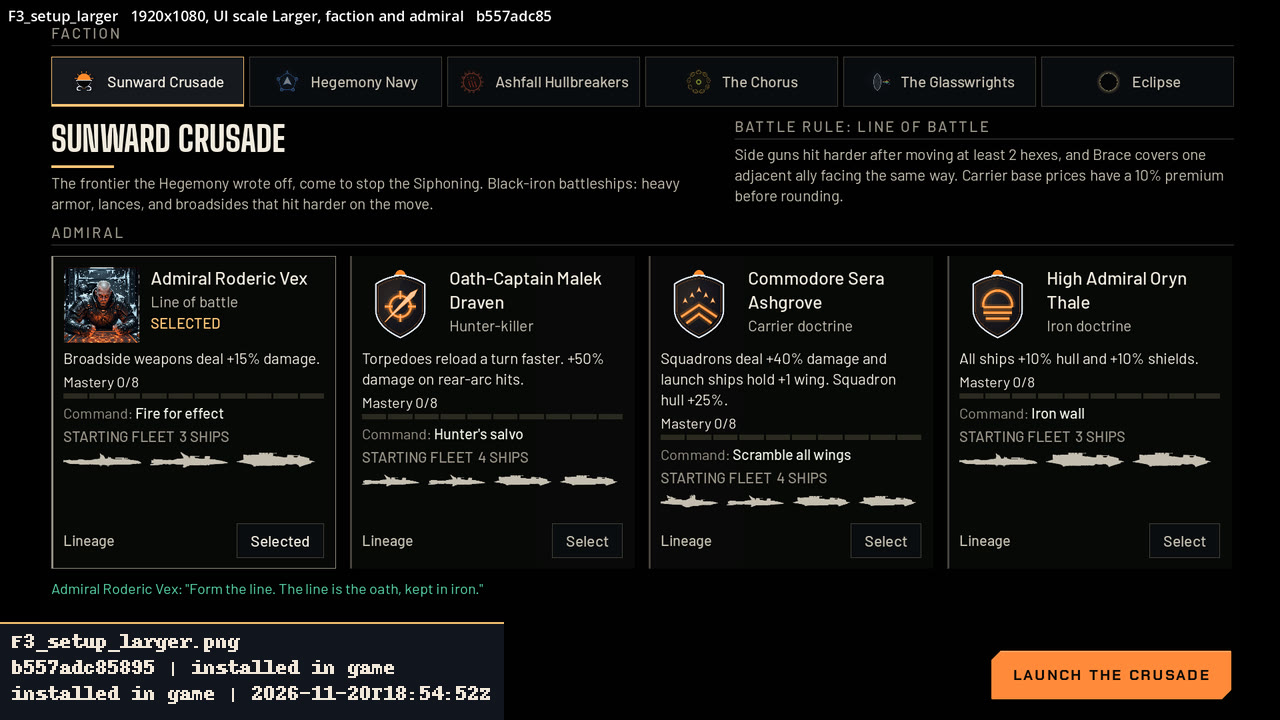 F3_setup_larger 1920x1080, UI scale Larger, faction and admiral b557adc85
FACTION
Sunward Crusade
Hegemony Navy
Ashfall Hullbreakers
The Chorus
The Glasswrights
Eclipse
SUNWARD CRUSADE
The frontier the Hegemony wrote off, come to stop the Siphoning. Black-iron battleships: heavy
armor, lances, and broadsides that hit harder on the move.
BATTLE RULE: LINE OF BATTLE
Side guns hit harder after moving at least 2 hexes, and Brace covers one
adjacent ally facing the same way. Carrier base prices have a 10% premium
before rounding.
ADMIRAL
Admiral Roderic Vex
Line of battle
SELECTED
Broadside weapons deal +15% damage.
Mastery 0/8
Command: Fire for effect
STARTING FLEET 3 SHIPS
Lineage
Selected
Oath-Captain Malek
Draven
Hunter-killer
Torpedoes reload a turn faster. +50%
damage on rear-arc hits.
Mastery 0/8
Command: Hunter's salvo
STARTING FLEET 4 SHIPS
Lineage
Select
Commodore Sera
Ashgrove
Carrier doctrine
Squadrons deal +40% damage and
launch ships hold +1 wing. Squadron
hull +25%.
Mastery 0/8
Command: Scramble all wings
STARTING FLEET 4 SHIPS
Lineage
Select
High Admiral Oryn
Thale
Iron doctrine
All ships +10% hull and +10% shields.
Mastery 0/8
Command: Iron wall
STARTING FLEET 3 SHIPS
Lineage
Select
Admiral Roderic Vex: "Form the line. The line is the oath, kept in iron."
F3_setup_larger.png
b557adc85895 | installed in game
installed in game | 2026-11-20T18:54:52Z
LAUNCH THE CRUSADE